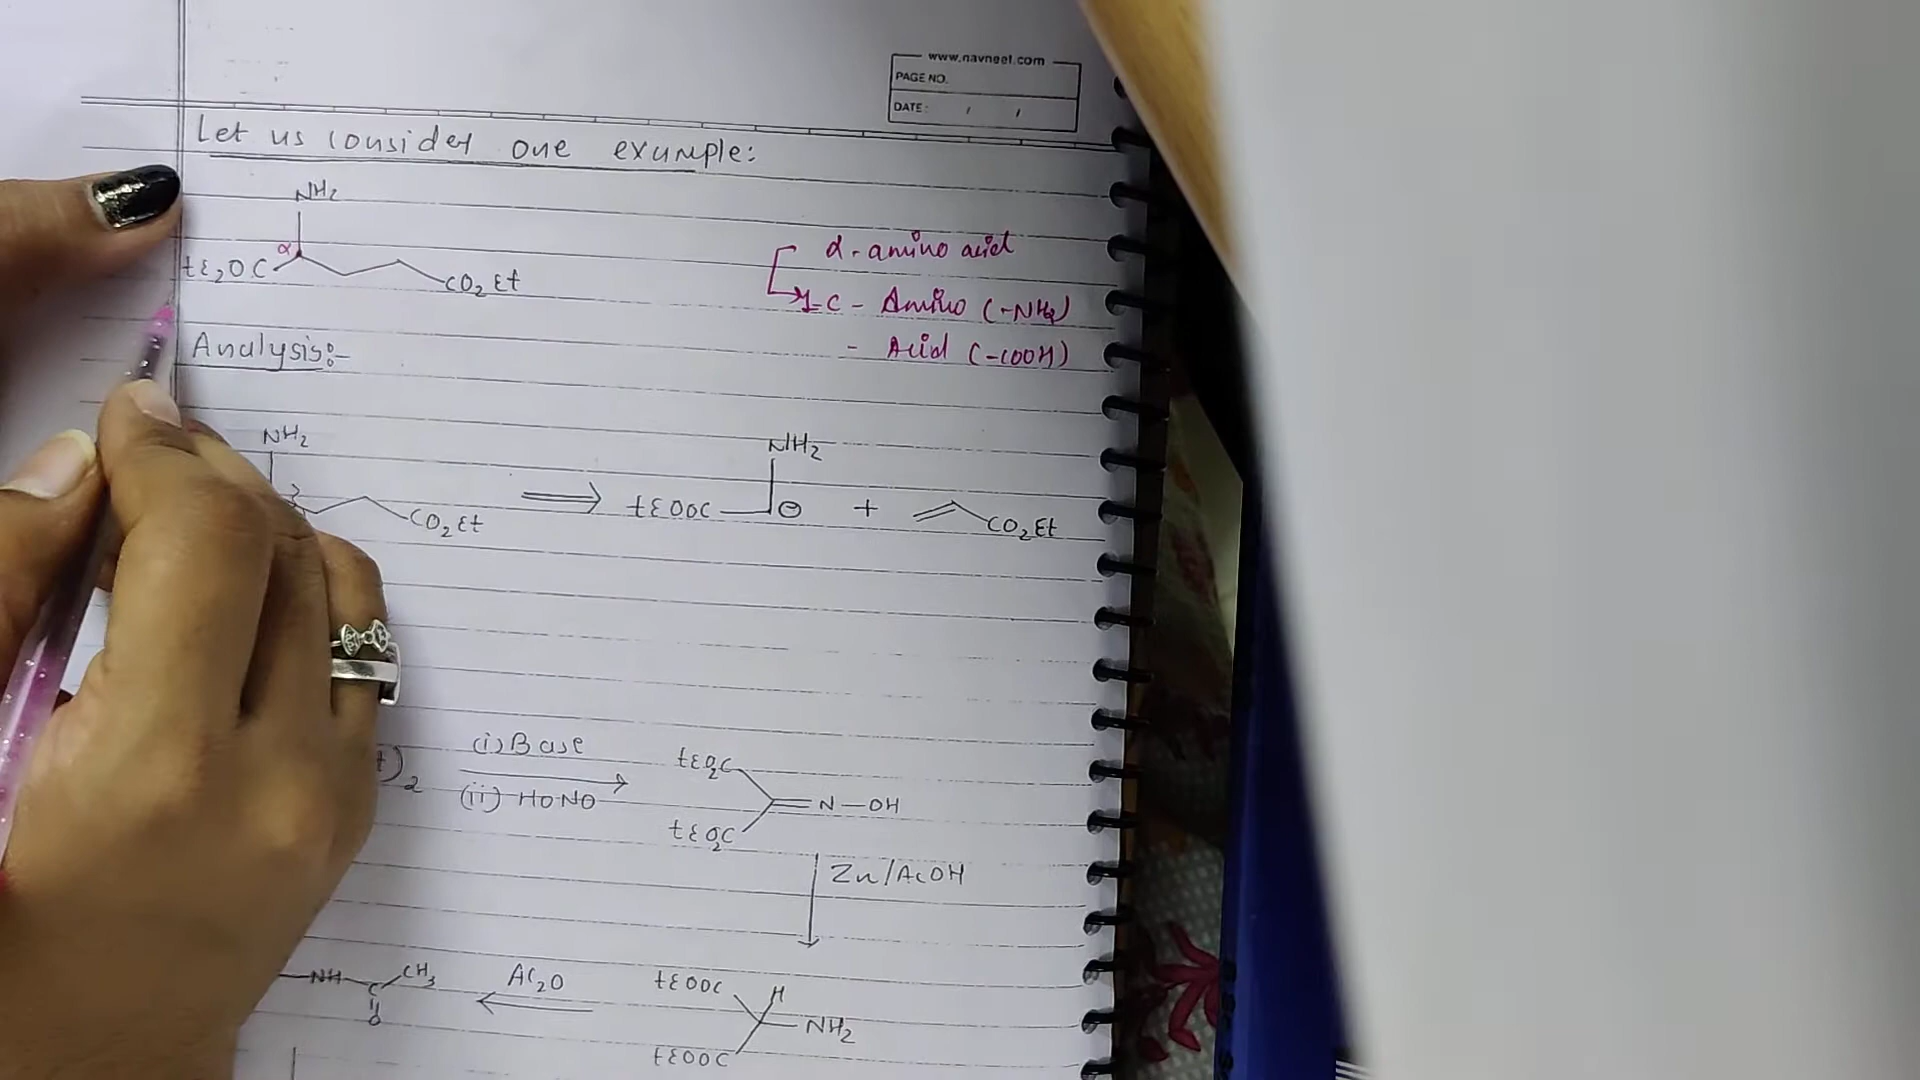 www.navneet.com
PAGE NO.
DATE: / /
Let us consider one example:
NH2
α
tE2OC CO2Et
α-amino acid
1-C - Amino (-NH2)
- Acid (-COOH)
Analysis:-
NH2
CO2Et
NH2
tEOOC ⊖ + CO2Et
)2
(i) Base
(ii) HONO
tEO2C
N-OH
tEO2C
Zn/AcOH
NH-C CH3
O
Ac2O
tEOOC H
NH2
tEOOC